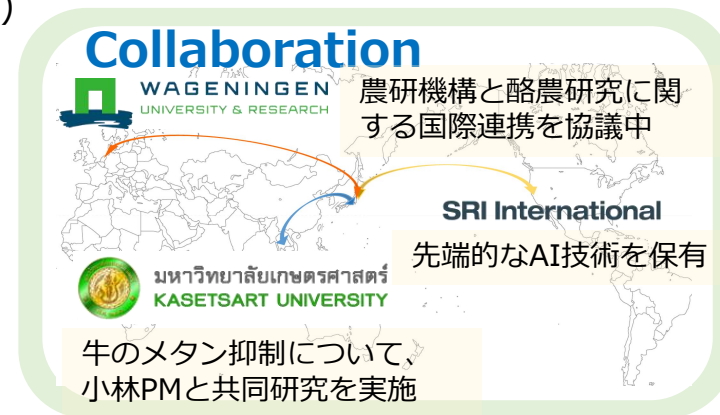 )
Collaboration
WAGENINGEN
UNIVERSITY & RESEARCH
農研機構と酪農研究に関
する国際連携を協議中
SRI International
先端的なAI技術を保有
มหาวิทยาลัยเกษตรศาสตร์
KASETSART UNIVERSITY
牛のメタン抑制について、
小林PMと共同研究を実施